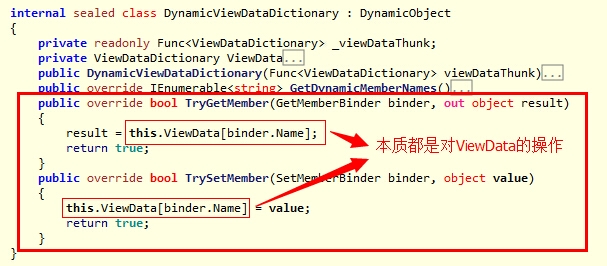 internal sealed class DynamicViewDataDictionary : DynamicObject
{
private readonly Func<ViewDataDictionary> _viewDataThunk;
private ViewDataDictionary ViewData...
public DynamicViewDataDictionary(Func<ViewDataDictionary> viewDataThunk)...
public override IEnumerable<string> GetDynamicMemberNames()...
public override bool TryGetMember(GetMemberBinder binder, out object result)
{
result = this.ViewData[binder.Name];
return true;
}
本质都是对ViewData的操作
public override bool TrySetMember(SetMemberBinder binder, object value)
{
this.ViewData[binder.Name] = value;
return true;
}
}